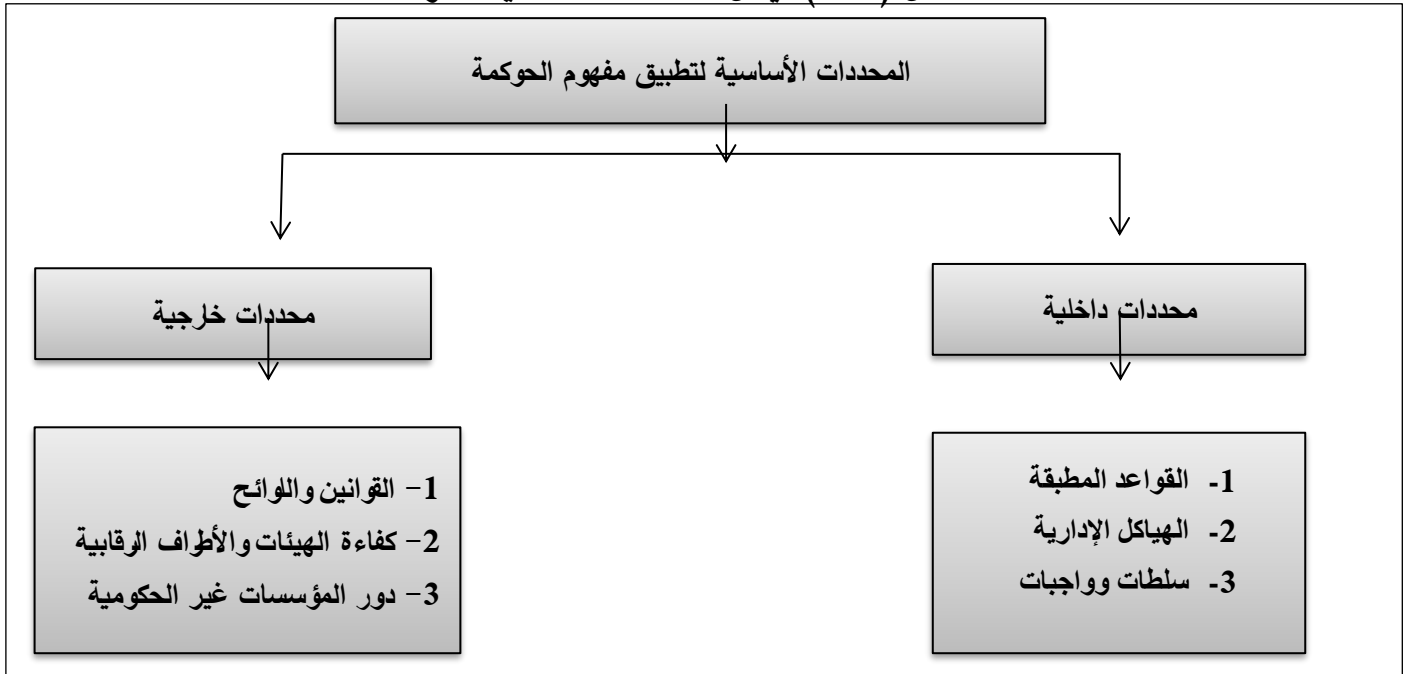 المحددات الأساسية لتطبيق مفهوم الحوكمة
محددات داخلية
محددات خارجية
1- القواعد المطبقة
2- الهياكل الإدارية
3- سلطات وواجبات
1- القوانين واللوائح
2- كفاءة الهيئات والأطراف الرقابية
3- دور المؤسسات غير الحكومية